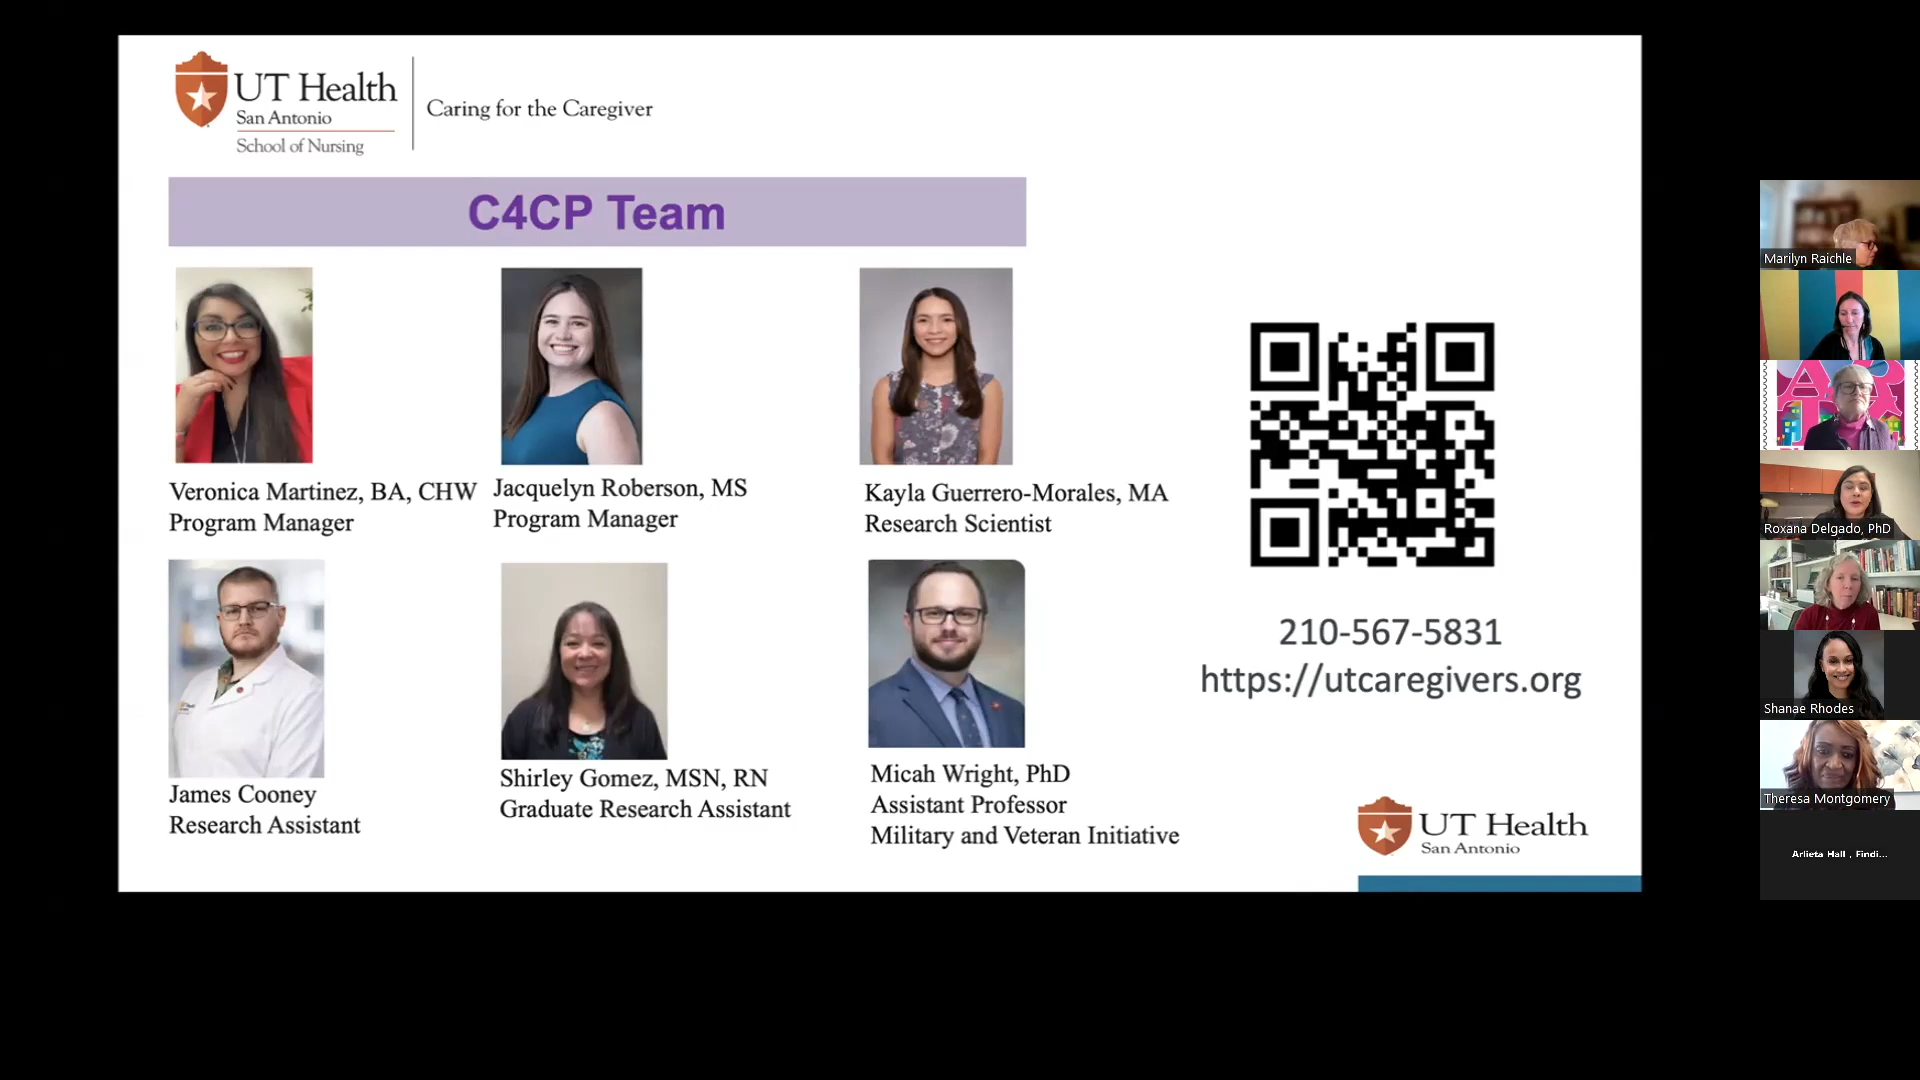 UT Health
San Antonio
School of Nursing
Caring for the Caregiver
C4CP Team
Veronica Martinez, BA, CHW
Program Manager
Jacquelyn Roberson, MS
Program Manager
Kayla Guerrero-Morales, MA
Research Scientist
James Cooney
Research Assistant
Shirley Gomez, MSN, RN
Graduate Research Assistant
Micah Wright, PhD
Assistant Professor
Military and Veteran Initiative
210-567-5831
https://utcaregivers.org
UT Health
San Antonio
Marilyn Raichle
Roxana Delgado, PhD
Shanae Rhodes
Theresa Montgomery
Arlieta Hall , Findi...